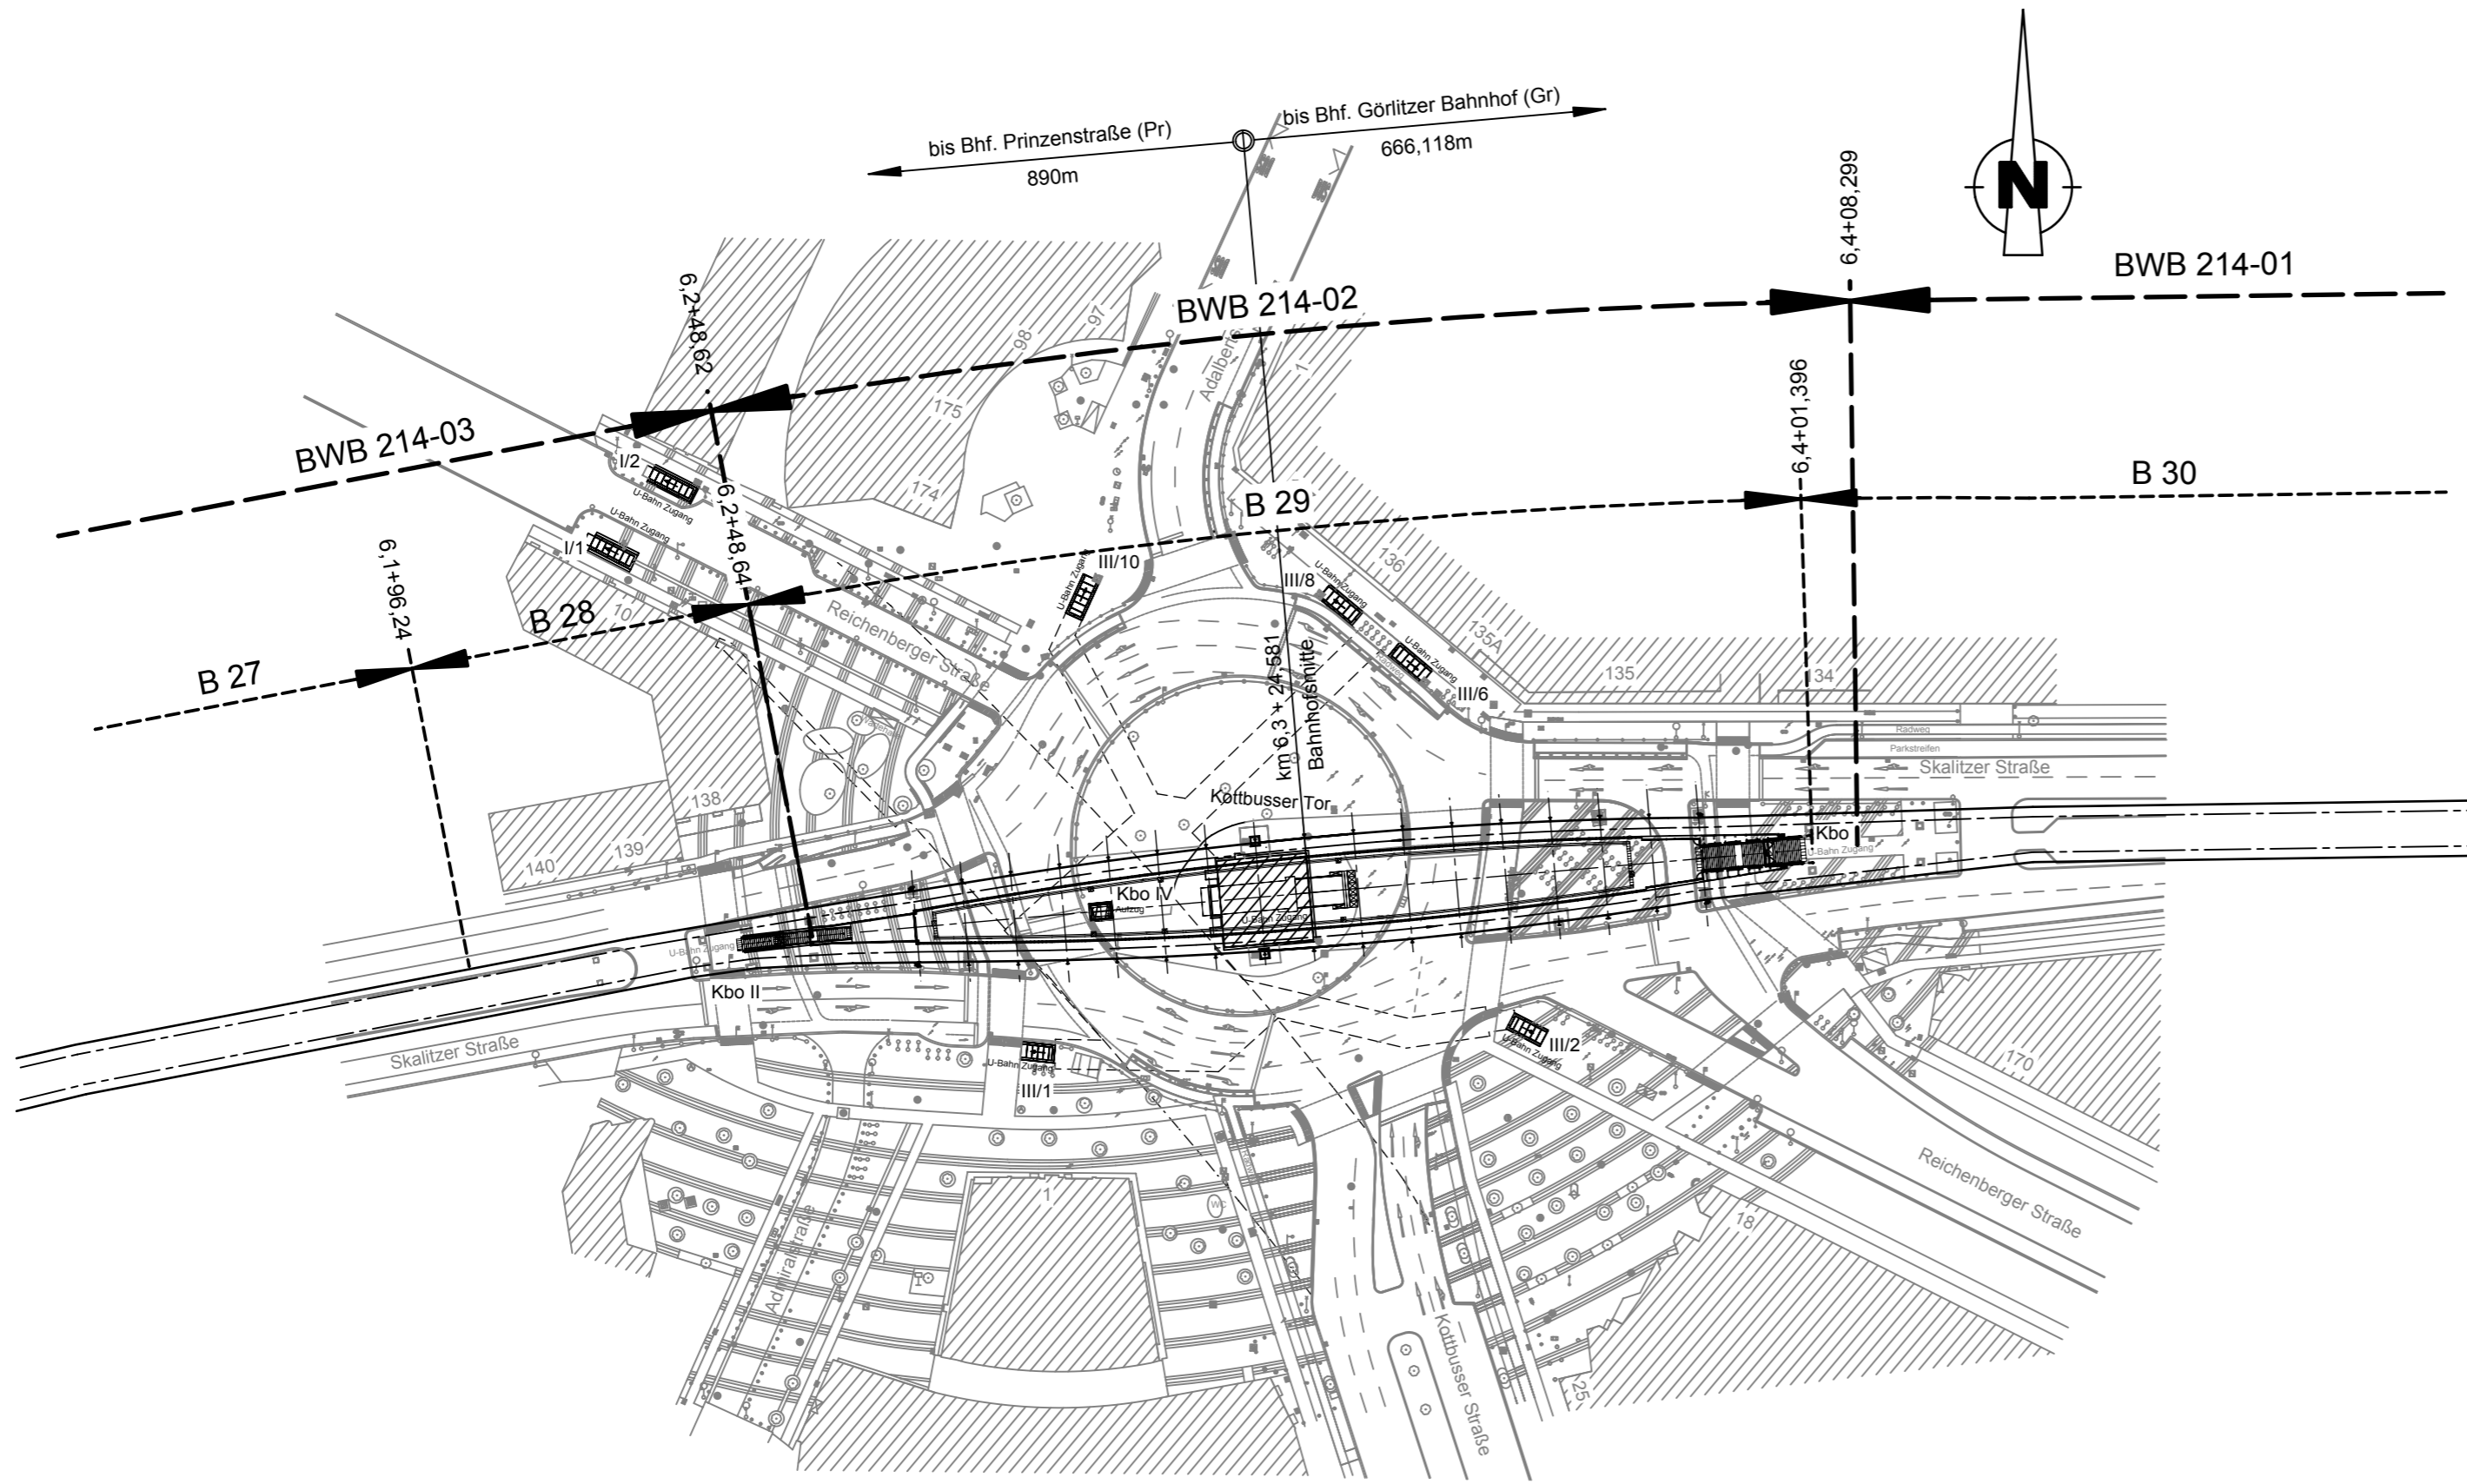 bis Bhf. Prinzenstraße (Pr)
890m
bis Bhf. Görlitzer Bahnhof (Gr)
666,118m
N
6,4+08,299
BWB 214-01
BWB 214-02
6,2+48,62
BWB 214-03
6,4+01,396
B 30
B 29
6,2+48,64
B 28
6,1+96,24
B 27
97
98
175
174
1
136
135A
135
134
10
138
139
140
I/2
U-Bahn Zugang
U-Bahn Zugang
I/1
Reichenberger Straße
U-Bahn Zugang
III/10
III/8
U-Bahn Zugang
U-Bahn Zugang
III/6
Radweg
km 6,3 + 24,581
Bahnhofsmitte
Kottbusser Tor
Radweg
Parkstreifen
Skalitzer Straße
Kbo
U-Bahn Zugang
Kbo IV
Aufzug
U-Bahn Zugang
U-Bahn Zugang
Kbo II
Skalitzer Straße
U-Bahn Zugang
III/1
III/2
U-Bahn Zugang
170
Reichenberger Straße
18
25
Admiralstraße
1
WC
Kottbusser Straße